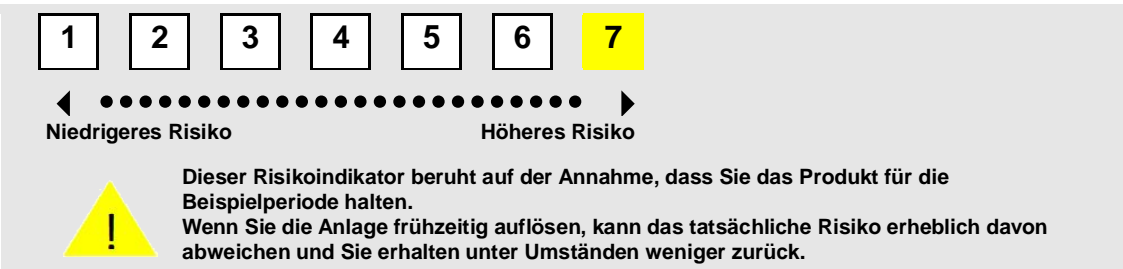 1 2 3 4 5 6 7
Niedrigeres Risiko Höheres Risiko
Dieser Risikoindikator beruht auf der Annahme, dass Sie das Produkt für die
Beispielperiode halten.
Wenn Sie die Anlage frühzeitig auflösen, kann das tatsächliche Risiko erheblich davon
abweichen und Sie erhalten unter Umständen weniger zurück.
!